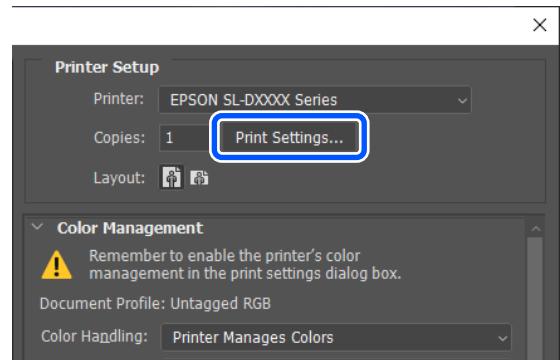 Printer Setup
Printer: EPSON SL-DXXXX Series
Copies: 1 Print Settings...
Layout:
Color Management
Remember to enable the printer's color
management in the print settings dialog box.
Document Profile: Untagged RGB
Color Handling: Printer Manages Colors